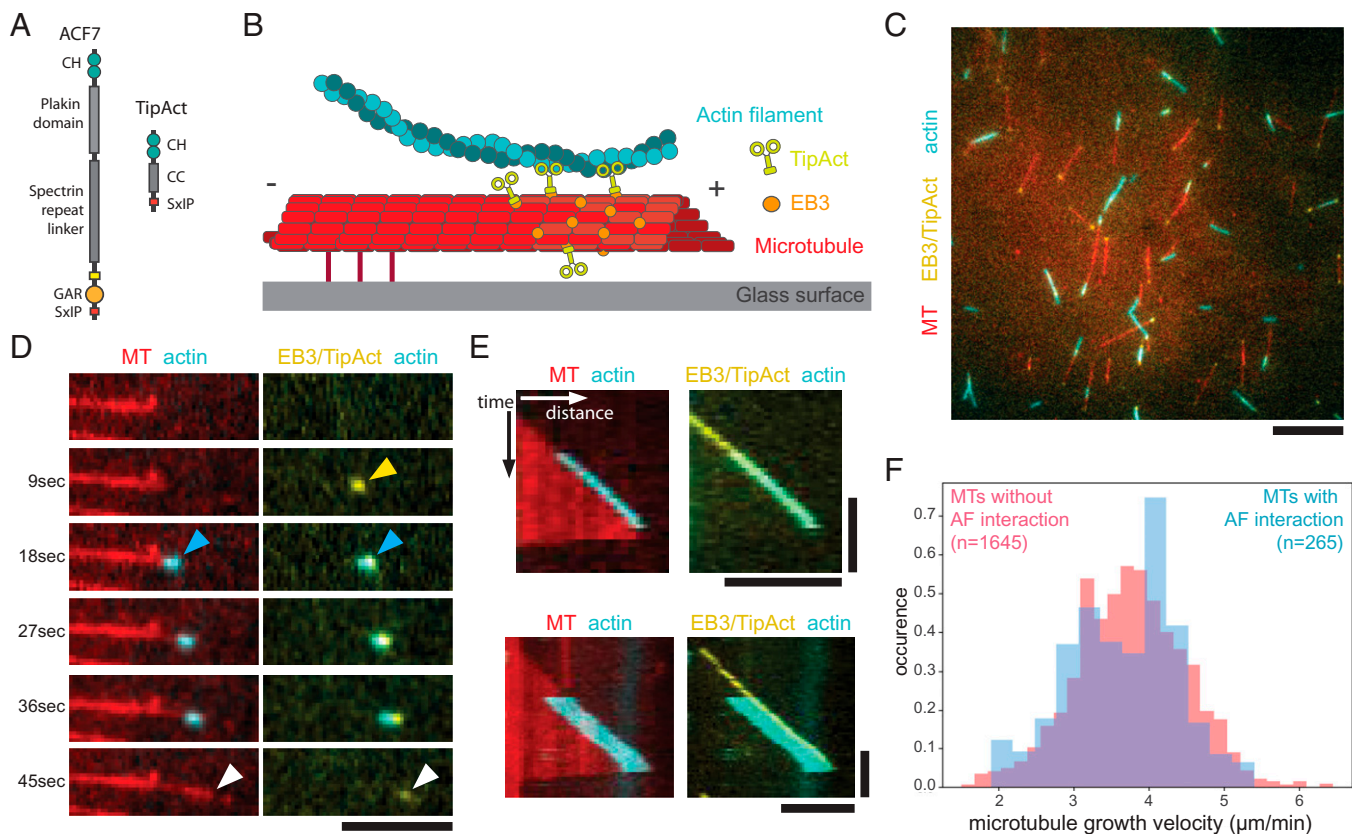 A
ACF7
CH
Plakin
domain
Spectrin
repeat
linker
GAR
SxIP
TipAct
CH
CC
SxIP
B
Actin filament
TipAct
EB3
Microtubule
-
+
Glass surface
C
MT EB3/TipAct actin
D
MT actin
EB3/TipAct actin
9sec
18sec
27sec
36sec
45sec
E
MT actin
EB3/TipAct actin
time
distance
MT actin
EB3/TipAct actin
F
MTs without
AF interaction
(n=1645)
MTs with
AF interaction
(n=265)
occurence
0.7
0.6
0.5
0.4
0.3
0.2
0.1
0.0
2 3 4 5 6
microtubule growth velocity (µm/min)